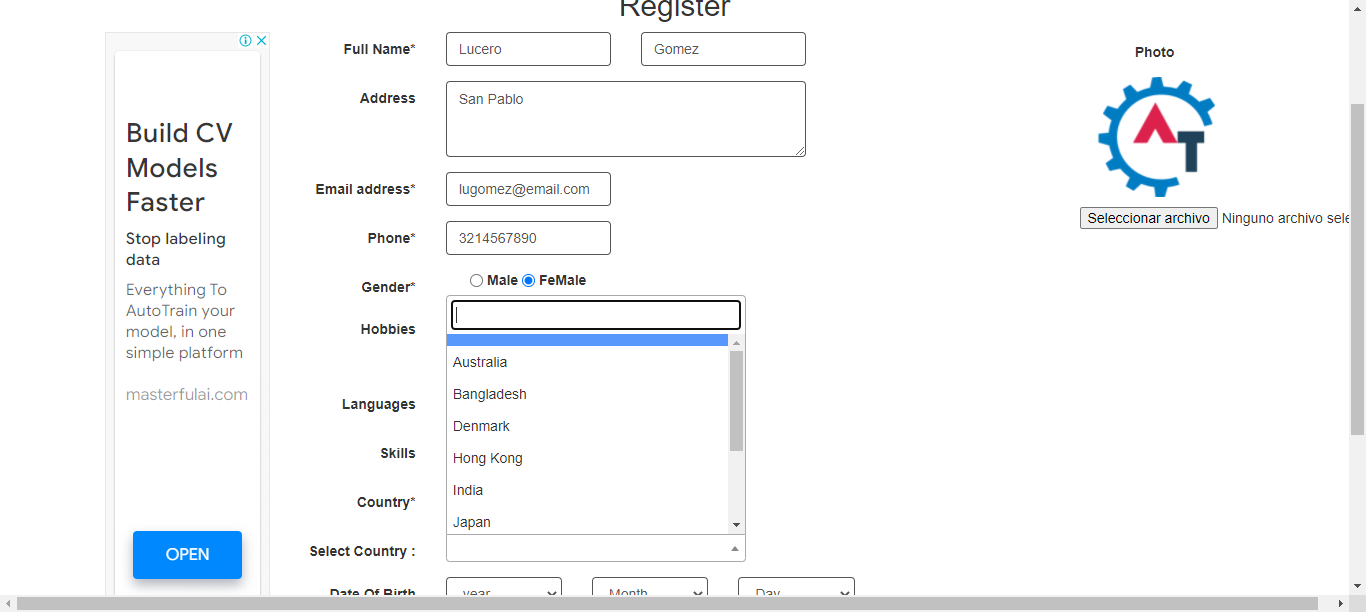 Register
Build CV
Models
Faster
Stop labeling
data
Everything To
AutoTrain your
model, in one
simple platform
masterfulai.com
OPEN
Full Name* Lucero Gomez
Address San Pablo
Email address* lugomez@email.com
Phone* 3214567890
Gender* Male FeMale
Hobbies
Australia
Bangladesh
Languages
Denmark
Skills
Hong Kong
India
Country*
Japan
Select Country :
Date Of Birth year Month Day
Photo
AT
Seleccionar archivo Ninguno archivo sele